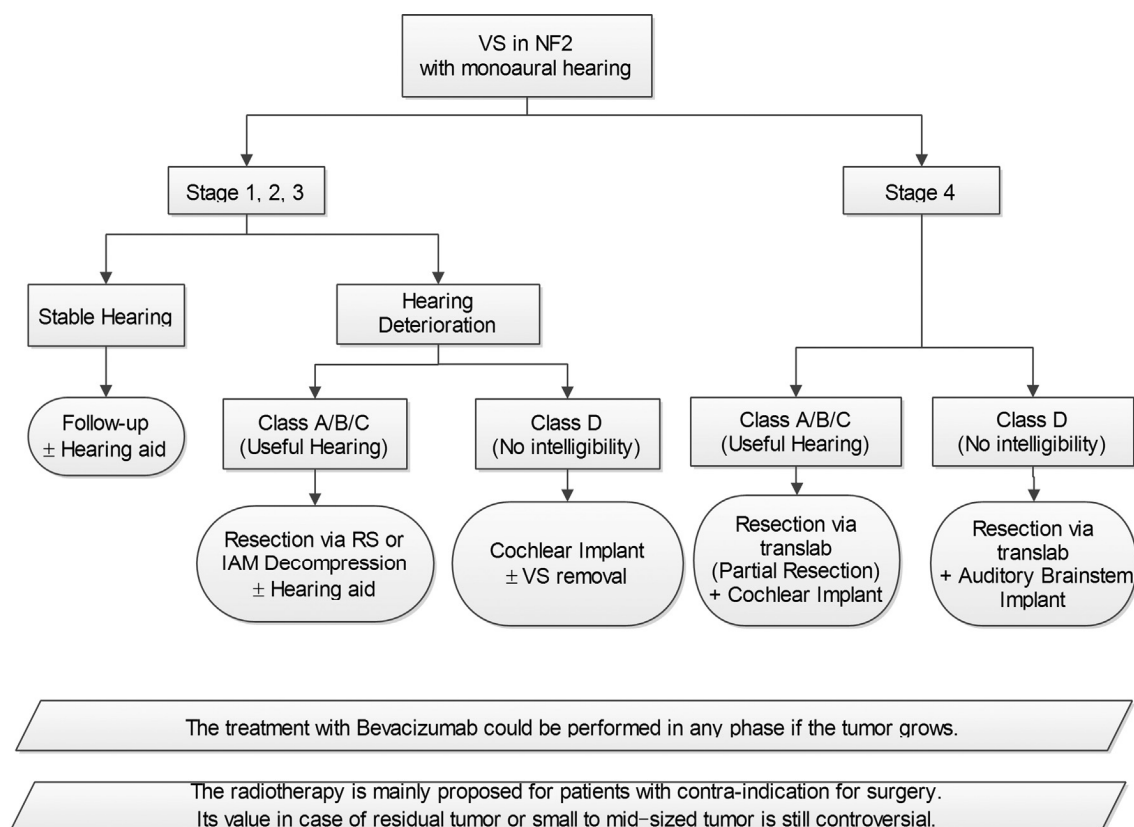 VS in NF2
with monoaural hearing
Stage 1, 2, 3
Stage 4
Stable Hearing
Hearing
Deterioration
Follow-up
± Hearing aid
Class A/B/C
(Useful Hearing)
Class D
(No intelligibility)
Class A/B/C
(Useful Hearing)
Class D
(No intelligibility)
Resection via RS or
IAM Decompression
± Hearing aid
Cochlear Implant
± VS removal
Resection via
translab
(Partial Resection)
+ Cochlear Implant
Resection via
translab
+ Auditory Brainstem
Implant
The treatment with Bevacizumab could be performed in any phase if the tumor grows.
The radiotherapy is mainly proposed for patients with contra-indication for surgery.
Its value in case of residual tumor or small to mid-sized tumor is still controversial.